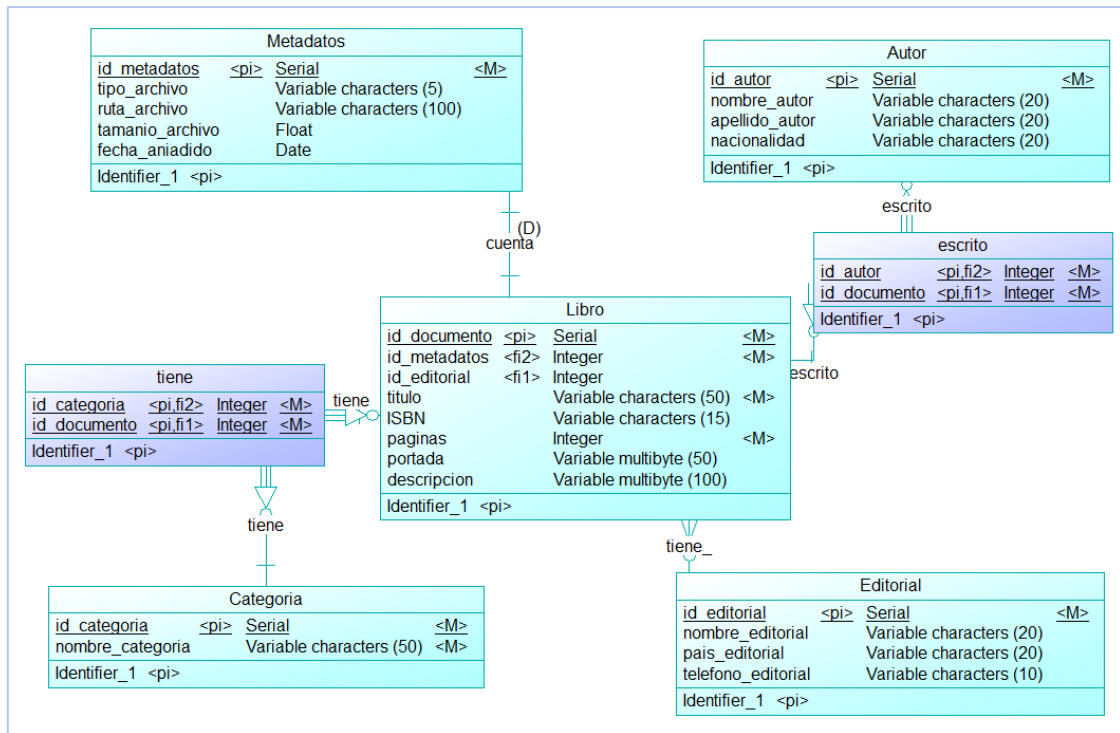 Metadatos
id_metadatos <pi> Serial <M>
tipo_archivo Variable characters (5)
ruta_archivo Variable characters (100)
tamanio_archivo Float
fecha_aniadido Date
Identifier_1 <pi>
Autor
id_autor <pi> Serial <M>
nombre_autor Variable characters (20)
apellido_autor Variable characters (20)
nacionalidad Variable characters (20)
Identifier_1 <pi>
(D)
cuenta
escrito
escrito
id_autor <pi,fi2> Integer <M>
id_documento <pi,fi1> Integer <M>
Identifier_1 <pi>
escrito
Libro
id_documento <pi> Serial <M>
id_metadatos <fi2> Integer <M>
id_editorial <fi1> Integer
titulo Variable characters (50) <M>
ISBN Variable characters (15)
paginas Integer <M>
portada Variable multibyte (50)
descripcion Variable multibyte (100)
Identifier_1 <pi>
tiene
id_categoria <pi,fi2> Integer <M>
id_documento <pi,fi1> Integer <M>
Identifier_1 <pi>
tiene
tiene
tiene_
Categoria
id_categoria <pi> Serial <M>
nombre_categoria Variable characters (50) <M>
Identifier_1 <pi>
Editorial
id_editorial <pi> Serial <M>
nombre_editorial Variable characters (20)
pais_editorial Variable characters (20)
telefono_editorial Variable characters (10)
Identifier_1 <pi>